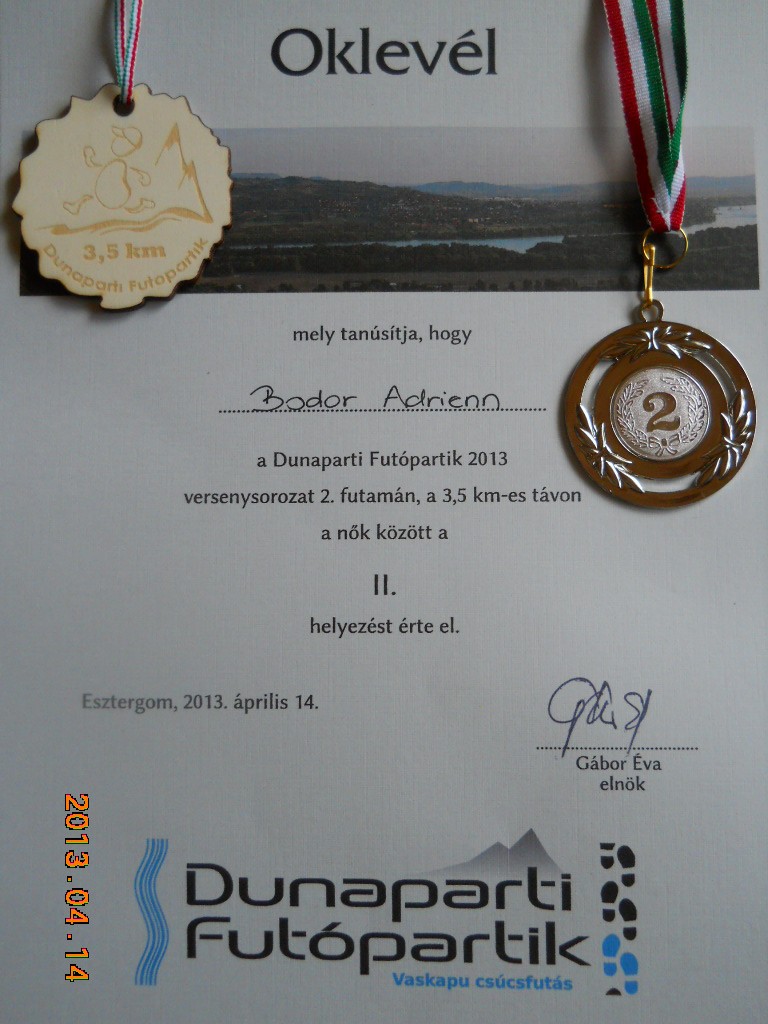 Oklevél
3,5 km
Dunaparti Futópartik
mely tanúsítja, hogy
Bodor Adrienn
2
a Dunaparti Futópartik 2013
versenysorozat 2. futamán, a 3,5 km-es távon
a nők között a
II.
helyezést érte el.
Esztergom, 2013. április 14.
Gábor Éva
elnök
2013.04.14
Dunaparti
Futópartik
Vaskapu csúcsfutás